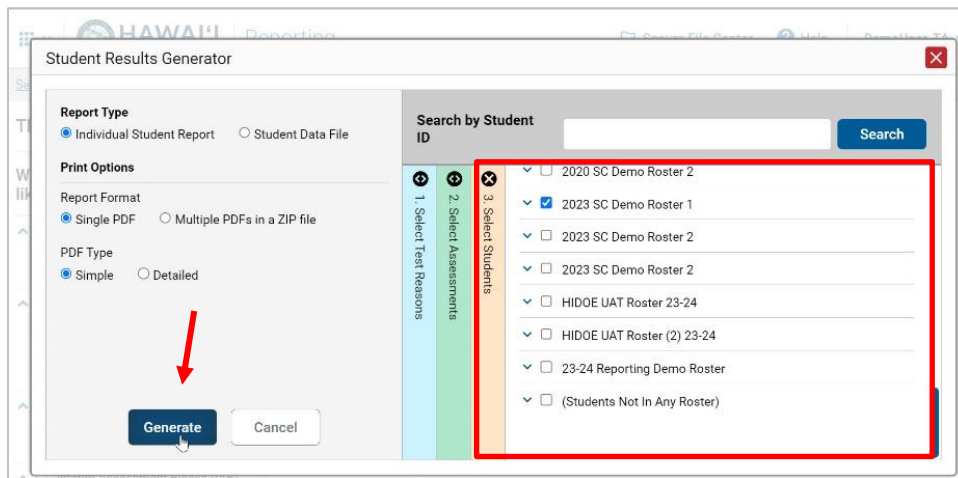 HAWAI'I Reporting
Student Results Generator
Report Type
Individual Student Report Student Data File
Print Options
Report Format
Single PDF Multiple PDFs in a ZIP file
PDF Type
Simple Detailed
Generate Cancel
Search by Student ID
Search
1. Select Test Reasons
2. Select Assessments
3. Select Students
2020 SC Demo Roster 2
2023 SC Demo Roster 1
2023 SC Demo Roster 2
2023 SC Demo Roster 2
HIDOE UAT Roster 23-24
HIDOE UAT Roster (2) 23-24
23-24 Reporting Demo Roster
(Students Not In Any Roster)